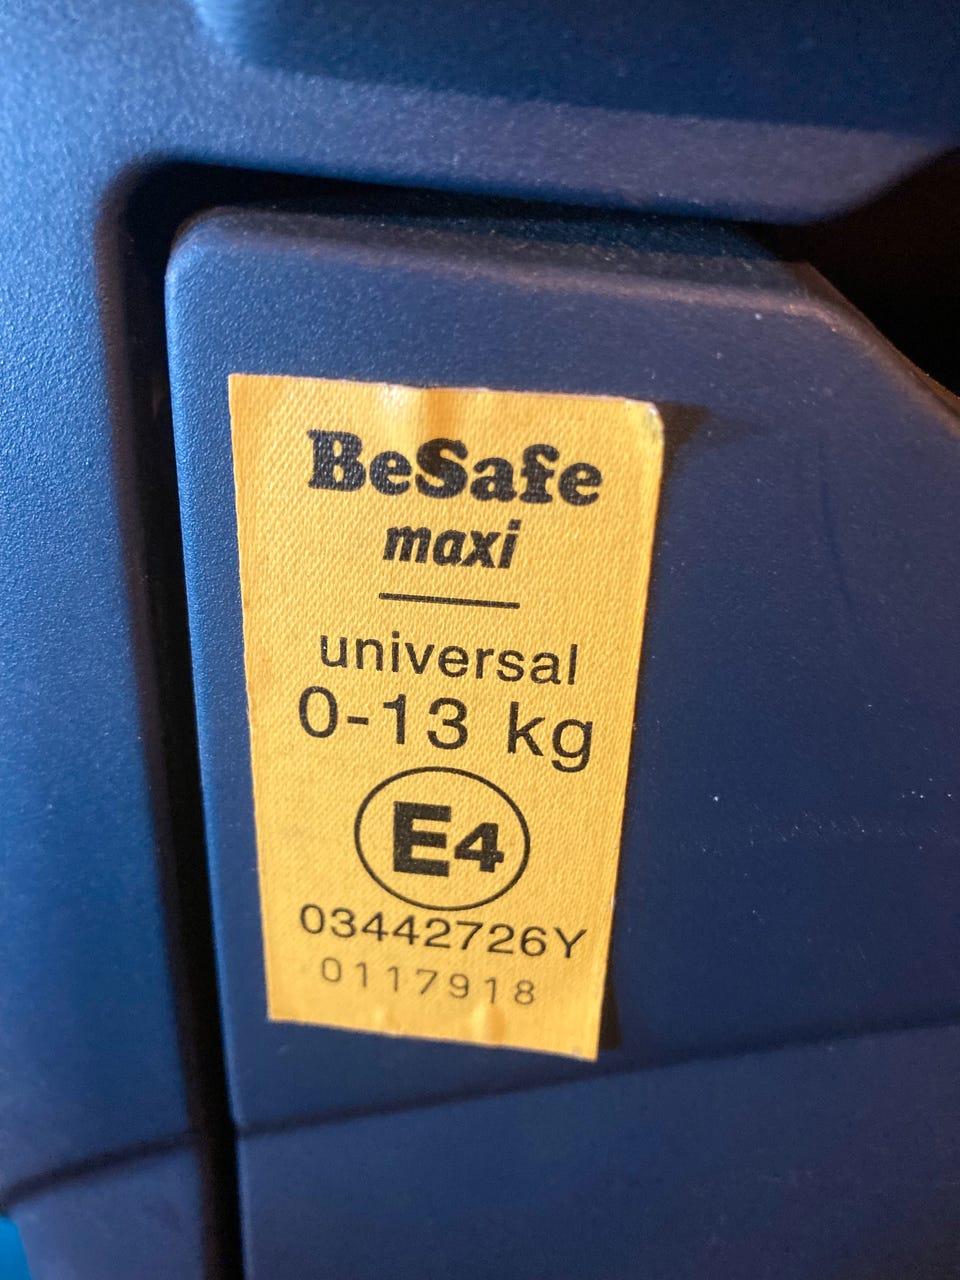 BeSafe
maxi
universal
0-13 kg
E4
03442726Y
0117918